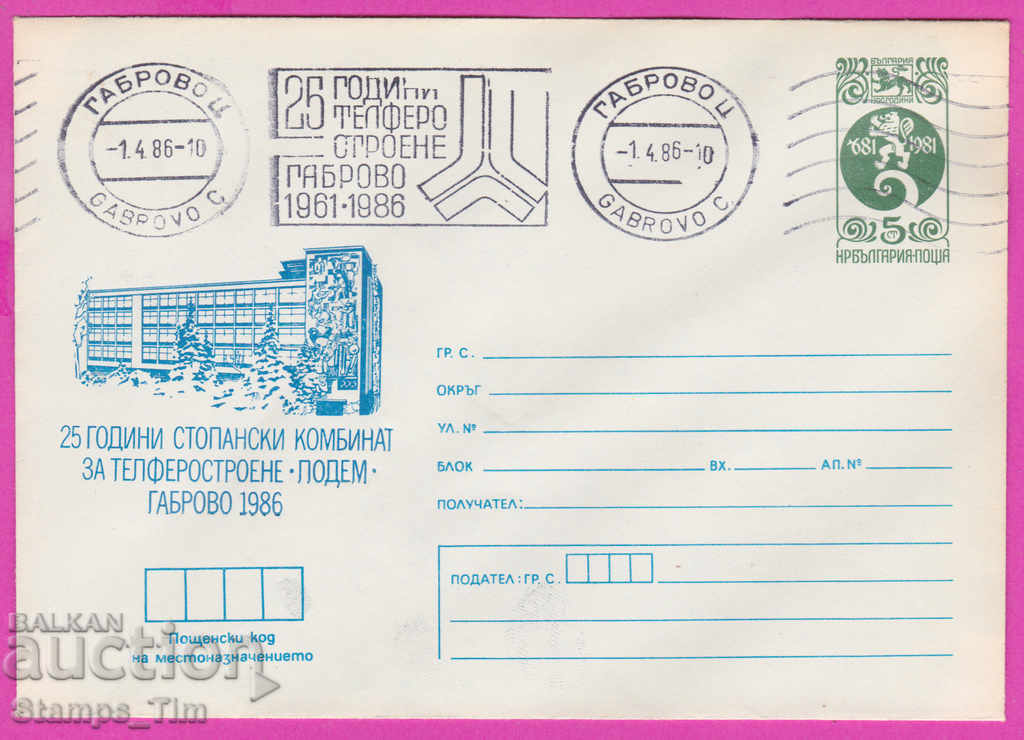 ГАБРОВО Ц
-1.4.86-10
GABROVO C.
25 ГОДИНИ
ТЕЛФЕРО
СТРОЕНЕ
ГАБРОВО
1961·1986
ГАБРОВО Ц
-1.4.86-10
GABROVO C.
БЪЛГАРИЯ
1300 ГОДИНИ
681 1981
5 СТ
НРБЪЛГАРИЯ·ПОЩА
25 ГОДИНИ СТОПАНСКИ КОМБИНАТ
ЗА ТЕЛФЕРОСТРОЕНЕ · ПОДЕМ ·
ГАБРОВО 1986
ГР. С.
ОКРЪГ
УЛ. №
БЛОК ВХ. АП. №
ПОЛУЧАТЕЛ:
ПОДАТЕЛ: ГР. С.
Пощенски код
на местоназначението
BALKAN
auction
Stamps_Tim